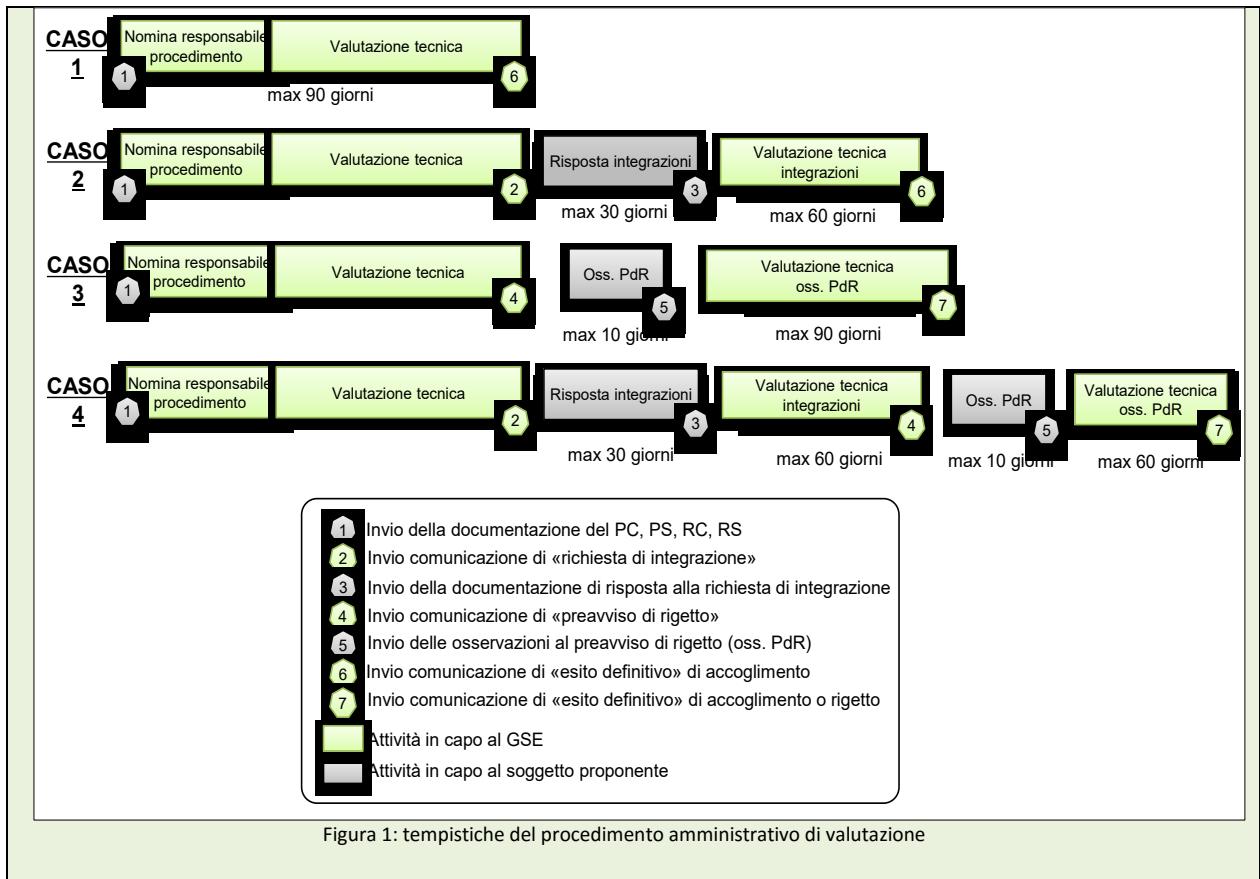 CASO
1
Nomina responsabile
procedimento
Valutazione tecnica
1
6
max 90 giorni
CASO
2
Nomina responsabile
procedimento
Valutazione tecnica
Risposta integrazioni
Valutazione tecnica
integrazioni
1
2
3
6
max 30 giorni
max 60 giorni
CASO
3
Nomina responsabile
procedimento
Valutazione tecnica
Oss. PdR
Valutazione tecnica
oss. PdR
1
4
5
7
max 10 giorni
max 90 giorni
CASO
4
Nomina responsabile
procedimento
Valutazione tecnica
Risposta integrazioni
Valutazione tecnica
integrazioni
Oss. PdR
Valutazione tecnica
oss. PdR
1
2
3
4
5
7
max 30 giorni
max 60 giorni
max 10 giorni
max 60 giorni
1 Invio della documentazione del PC, PS, RC, RS
2 Invio comunicazione di «richiesta di integrazione»
3 Invio della documentazione di risposta alla richiesta di integrazione
4 Invio comunicazione di «preavviso di rigetto»
5 Invio delle osservazioni al preavviso di rigetto (oss. PdR)
6 Invio comunicazione di «esito definitivo» di accoglimento
7 Invio comunicazione di «esito definitivo» di accoglimento o rigetto
Attività in capo al GSE
Attività in capo al soggetto proponente
Figura 1: tempistiche del procedimento amministrativo di valutazione